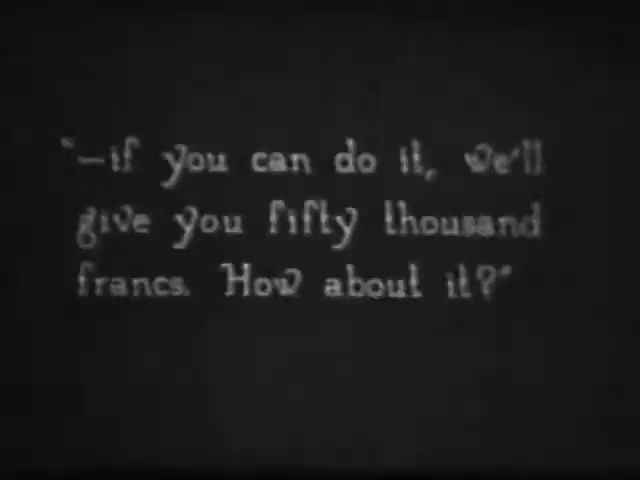 "—if you can do it, we'll
give you fifty thousand
francs. How about it?"